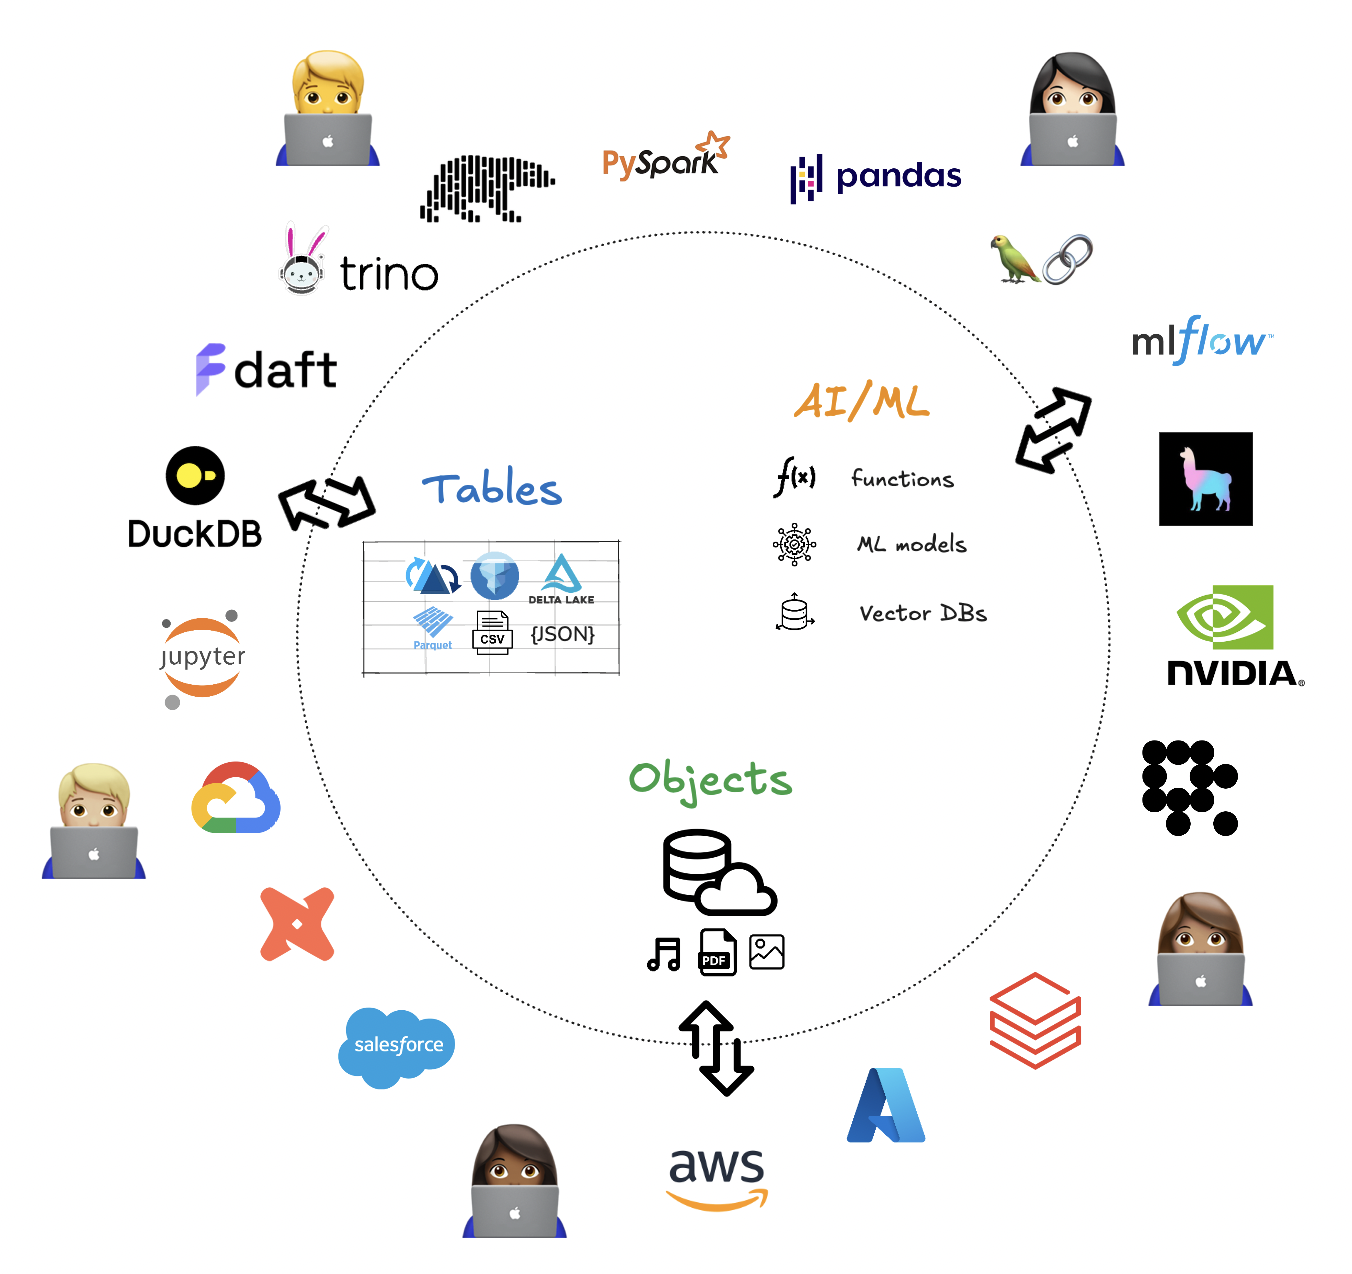 PySpark
pandas
trino
mlflow™
daft
AI/ML
functions
DuckDB
Tables
ML models
DELTA LAKE
Vector DBs
Parquet
CSV
{JSON}
jupyter
NVIDIA®
Objects
PDF
salesforce
aws